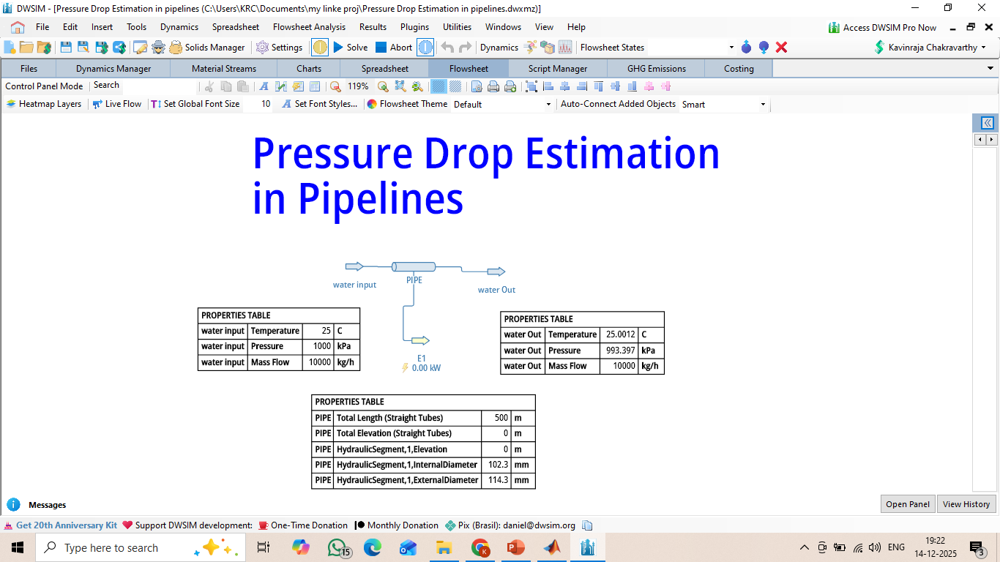 DWSIM - [Pressure Drop Estimation in pipelines (C:\Users\KRC\Documents\my linke proj\Pressure Drop Estimation in pipelines.dwxmz)]
File Edit Insert Tools Dynamics Spreadsheet Flowsheet Analysis Results Plugins Utilities Windows View Help Access DWSIM Pro Now
Solids Manager Settings Solve Abort Dynamics Flowsheet States Kavinraja Chakravarthy
Files Dynamics Manager Material Streams Charts Spreadsheet Flowsheet Script Manager GHG Emissions Costing
Control Panel Mode Search 119%
Heatmap Layers Live Flow Set Global Font Size 10 Set Font Styles... Flowsheet Theme Default Auto-Connect Added Objects Smart
Pressure Drop Estimation
in Pipelines
water input PIPE water Out
E1
0.00 kW
PROPERTIES TABLE
water input Temperature 25 C
water input Pressure 1000 kPa
water input Mass Flow 10000 kg/h
PROPERTIES TABLE
water Out Temperature 25.0012 C
water Out Pressure 993.397 kPa
water Out Mass Flow 10000 kg/h
PROPERTIES TABLE
PIPE Total Length (Straight Tubes) 500 m
PIPE Total Elevation (Straight Tubes) 0 m
PIPE HydraulicSegment,1,Elevation 0 m
PIPE HydraulicSegment,1,InternalDiameter 102.3 mm
PIPE HydraulicSegment,1,ExternalDiameter 114.3 mm
Messages Open Panel View History
Get 20th Anniversary Kit Support DWSIM development: One-Time Donation Monthly Donation Pix (Brasil): daniel@dwsim.org
Type here to search 15 K P ENG 19:22
14-12-2025 3